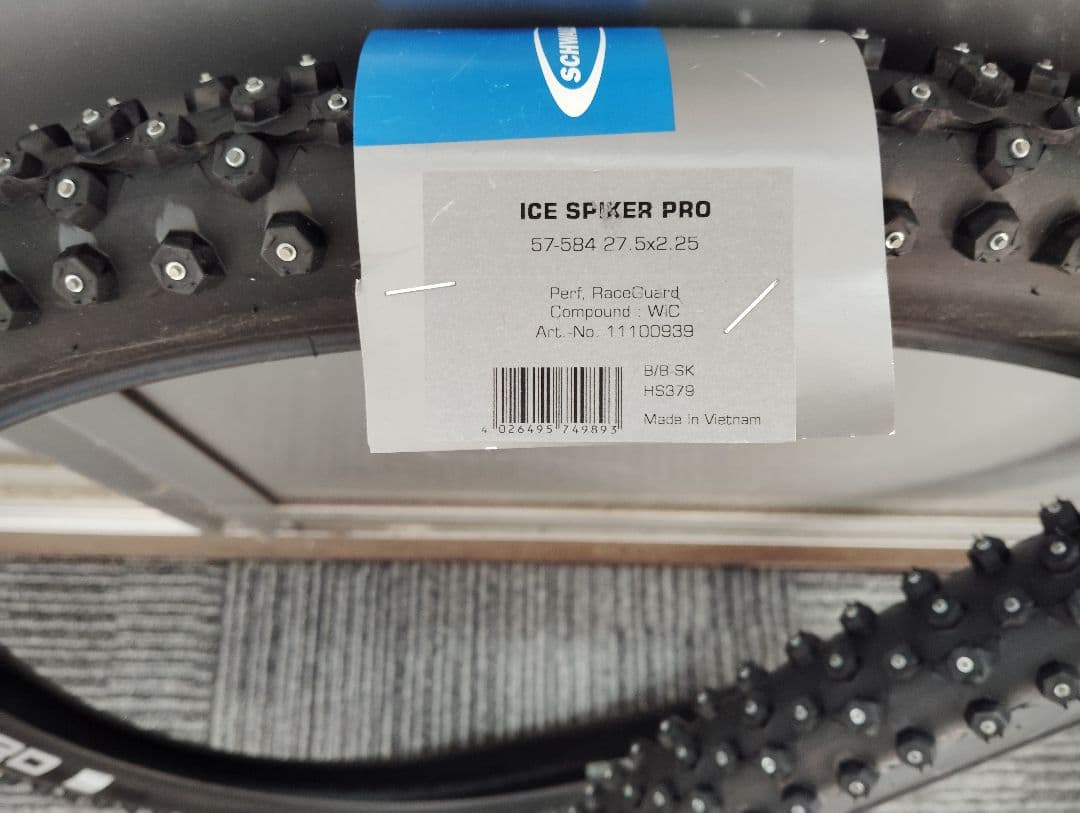 SCHWAL
ICE SPIKER PRO
57-584 27.5x2.25
Perf, RaceGuard
Compound : WiC
Art.-No. 11100939
B/B-SK
HS379
Made in Vietnam
4 026495 749893